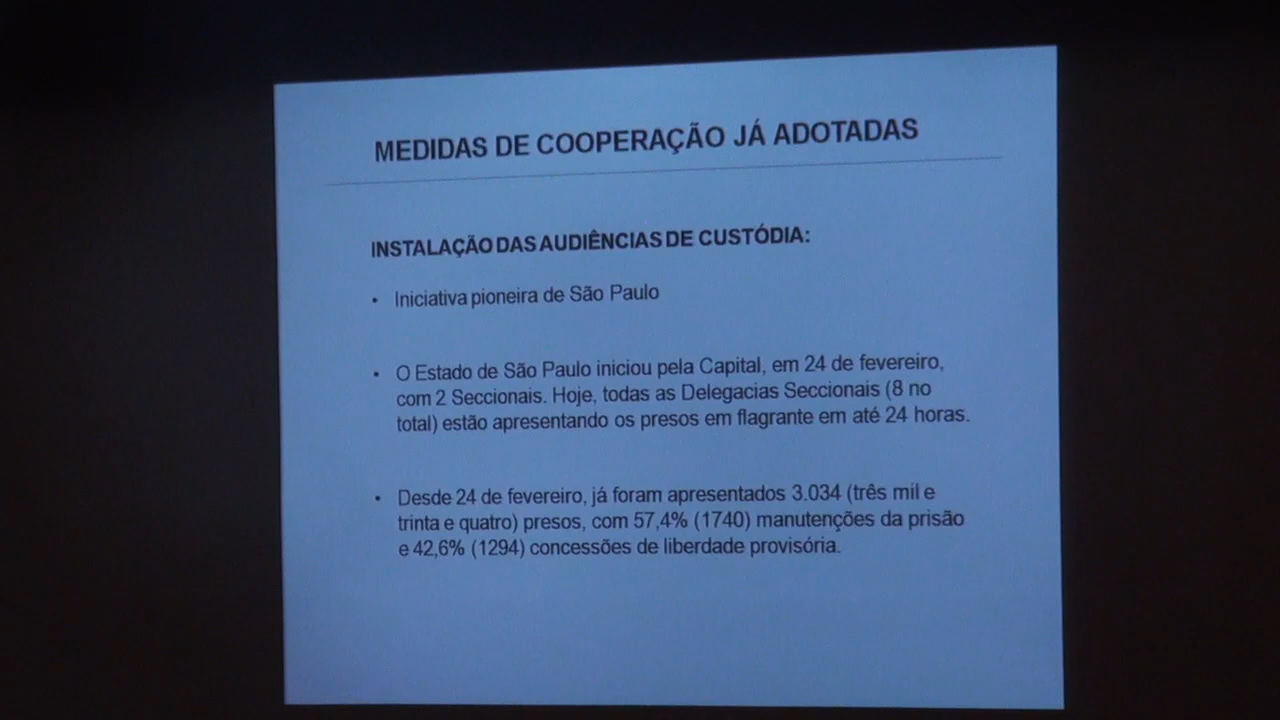 MEDIDAS DE COOPERAÇÃO JÁ ADOTADAS
INSTALAÇÃO DAS AUDIÊNCIAS DE CUSTÓDIA:
• Iniciativa pioneira de São Paulo
• O Estado de São Paulo iniciou pela Capital, em 24 de fevereiro,
com 2 Seccionais. Hoje, todas as Delegacias Seccionais (8 no
total) estão apresentando os presos em flagrante em até 24 horas.
• Desde 24 de fevereiro, já foram apresentados 3.034 (três mil e
trinta e quatro) presos, com 57,4% (1740) manutenções da prisão
e 42,6% (1294) concessões de liberdade provisória.